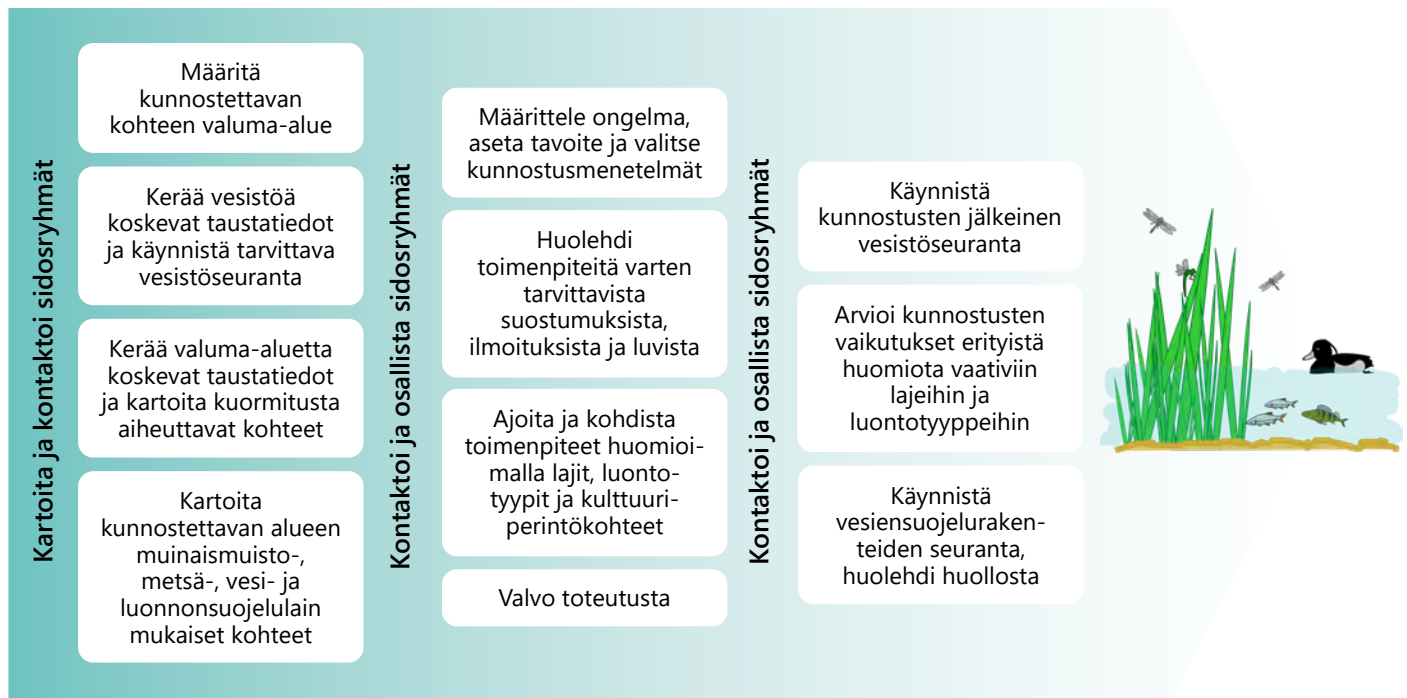 Kartoita ja kontaktoi sidosryhmät
Määritä
kunnostettavan
kohteen valuma-alue
Kerää vesistöä
koskevat taustatiedot
ja käynnistä tarvittava
vesistöseuranta
Kerää valuma-aluetta
koskevat taustatiedot
ja kartoita kuormitusta
aiheuttavat kohteet
Kartoita
kunnostettavan alueen
muinaismuisto-,
metsä-, vesi- ja
luonnonsuojelulain
mukaiset kohteet
Kontaktoi ja osallista sidosryhmät
Määrittele ongelma,
aseta tavoite ja valitse
kunnostusmenetelmät
Huolehdi
toimenpiteitä varten
tarvittavista
suostumuksista,
ilmoituksista ja luvista
Ajoita ja kohdista
toimenpiteet huomioi-
malla lajit, luonto-
tyypit ja kulttuuri-
perintökohteet
Valvo toteutusta
Kontaktoi ja osallista sidosryhmät
Käynnistä
kunnostusten jälkeinen
vesistöseuranta
Arvioi kunnostusten
vaikutukset erityistä
huomiota vaativiin
lajeihin ja
luontotyyppeihin
Käynnistä
vesiensuojeluraken-
teiden seuranta,
huolehdi huollosta